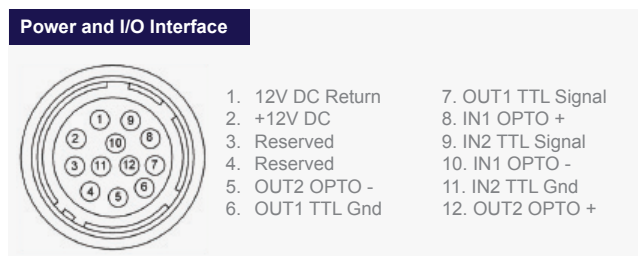 Power and I/O Interface
1 9
2 10 8
3 11 12 7
4 5 6
1. 12V DC Return
2. +12V DC
3. Reserved
4. Reserved
5. OUT2 OPTO -
6. OUT1 TTL Gnd
7. OUT1 TTL Signal
8. IN1 OPTO +
9. IN2 TTL Signal
10. IN1 OPTO -
11. IN2 TTL Gnd
12. OUT2 OPTO +